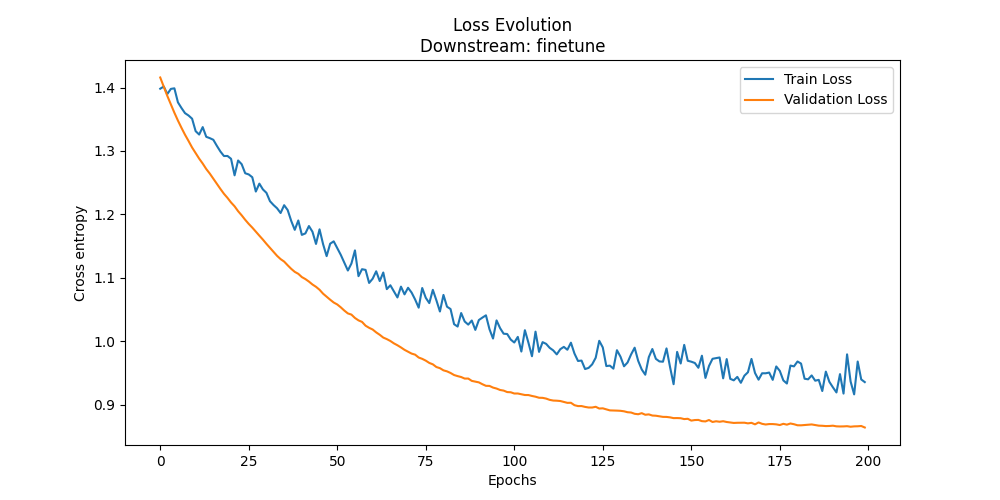 Loss Evolution
Downstream: finetune
Train Loss
Validation Loss
1.4
1.3
1.2
1.1
1.0
0.9
Cross entropy
0 25 50 75 100 125 150 175 200
Epochs